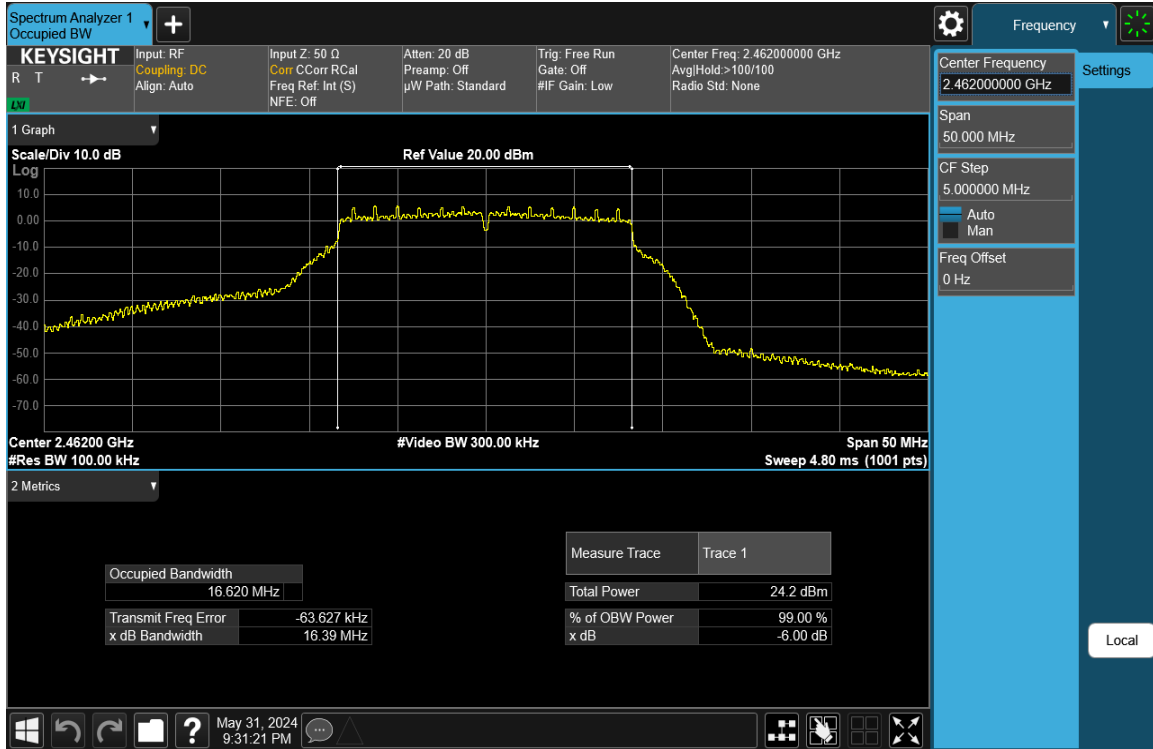 Spectrum Analyzer 1
Occupied BW
Frequency
KEYSIGHT
R T
LXI
Input: RF
Coupling: DC
Align: Auto
Input Z: 50 Ω
Corr CCorr RCal
Freq Ref: Int (S)
NFE: Off
Atten: 20 dB
Preamp: Off
µW Path: Standard
Trig: Free Run
Gate: Off
#IF Gain: Low
Center Freq: 2.462000000 GHz
Avg|Hold:>100/100
Radio Std: None
Center Frequency
2.462000000 GHz
Settings
Span
50.000 MHz
CF Step
5.000000 MHz
Auto
Man
Freq Offset
0 Hz
Local
1 Graph
Scale/Div 10.0 dB
Ref Value 20.00 dBm
Log
10.0
0.00
-10.0
-20.0
-30.0
-40.0
-50.0
-60.0
-70.0
Center 2.46200 GHz
#Video BW 300.00 kHz
Span 50 MHz
#Res BW 100.00 kHz
Sweep 4.80 ms (1001 pts)
2 Metrics
Measure Trace Trace 1
Occupied Bandwidth
16.620 MHz
Total Power 24.2 dBm
Transmit Freq Error -63.627 kHz
% of OBW Power 99.00 %
x dB Bandwidth 16.39 MHz
x dB -6.00 dB
May 31, 2024
9:31:21 PM